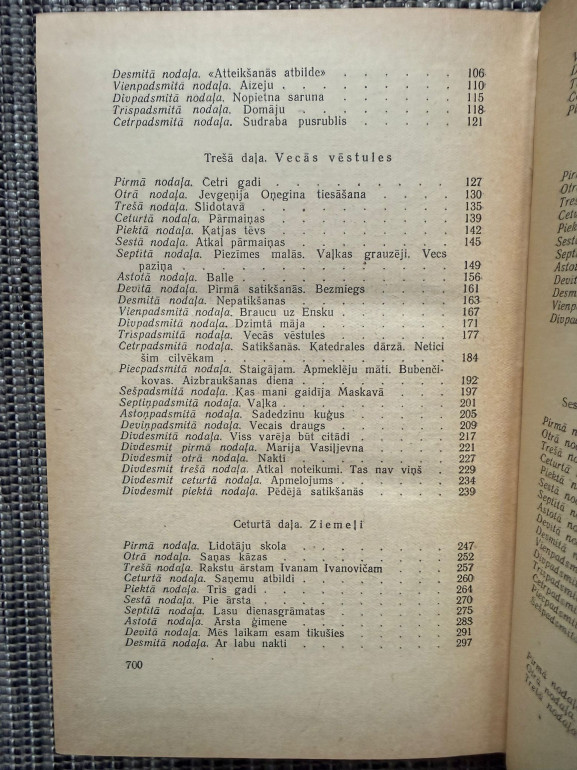 Desmitā nodaļa. «Atteikšanās atbilde» . . . . . . 106
Vienpadsmitā nodaļa. Aizeju . . . . . . . . 110
Divpadsmitā nodaļa. Nopietna saruna . . . . . . 115
Trispadsmitā nodaļa. Domāju . . . . . . . . 118
Četrpadsmitā nodaļa. Sudraba pusrublis . . . . . . 121
Trešā daļa. Vecās vēstules
Pirmā nodaļa. Četri gadi . . . . . . . . 127
Otrā nodaļa. Jevgeņija Oņegina tiesāšana . . . . . 130
Trešā nodaļa. Slidotavā . . . . . . . . 135
Ceturtā nodaļa. Pārmaiņas . . . . . . . . 139
Piektā nodaļa. Katjas tēvs . . . . . . . . 142
Sestā nodaļa. Atkal pārmaiņas . . . . . . . 145
Septītā nodaļa. Piezīmes malās. Vaļkas grauzēji. Vecs
paziņa . . . . . . . . . . . 149
Astotā nodaļa. Balle . . . . . . . . . 156
Devītā nodaļa. Pirmā satikšanās. Bezmiegs . . . . 161
Desmitā nodaļa. Nepatikšanas . . . . . . . 163
Vienpadsmitā nodaļa. Braucu uz Ensku . . . . . 167
Divpadsmitā nodaļa. Dzimtā māja . . . . . . 171
Trispadsmitā nodaļa. Vecās vēstules . . . . . . 177
Četrpadsmitā nodaļa. Satikšanās. Katedrales dārzā. Netici
šim cilvēkam . . . . . . . . . 184
Piecpadsmitā nodaļa. Staigājam. Apmeklēju māti. Bubenči-
kovas. Aizbraukšanas diena . . . . . . . 192
Sešpadsmitā nodaļa. Kas mani gaidīja Maskavā . . . 197
Septiņpadsmitā nodaļa. Vaļka . . . . . . . 201
Astoņpadsmitā nodaļa. Sadedzinu kuģus . . . . . 205
Deviņpadsmitā nodaļa. Vecais draugs . . . . . . 209
Divdesmitā nodaļa. Viss varēja būt citādi . . . . . 217
Divdesmit pirmā nodaļa. Marija Vasiļjevna . . . . 221
Divdesmit otrā nodaļa. Naktī . . . . . . . 227
Divdesmit trešā nodaļa. Atkal noteikumi. Tas nav viņš . 229
Divdesmit ceturtā nodaļa. Apmelojums . . . . . 234
Divdesmit piektā nodaļa. Pēdējā satikšanās . . . . 239
Ceturtā daļa. Ziemeļi
Pirmā nodaļa. Lidotāju skola . . . . . . . 247
Otrā nodaļa. Saņas kāzas . . . . . . . . 252
Trešā nodaļa. Rakstu ārstam Ivanam Ivanovičam . . . 257
Ceturtā nodaļa. Saņemu atbildi . . . . . . . 260
Piektā nodaļa. Trīs gadi . . . . . . . . 264
Sestā nodaļa. Pie ārsta . . . . . . . . 270
Septītā nodaļa. Lasu dienasgrāmatas . . . . . . 275
Astotā nodaļa. Ārsta ģimene . . . . . . . 288
Devītā nodaļa. Mēs laikam esam tikušies . . . . . 291
Desmitā nodaļa. Ar labu nakti . . . . . . . 297
700